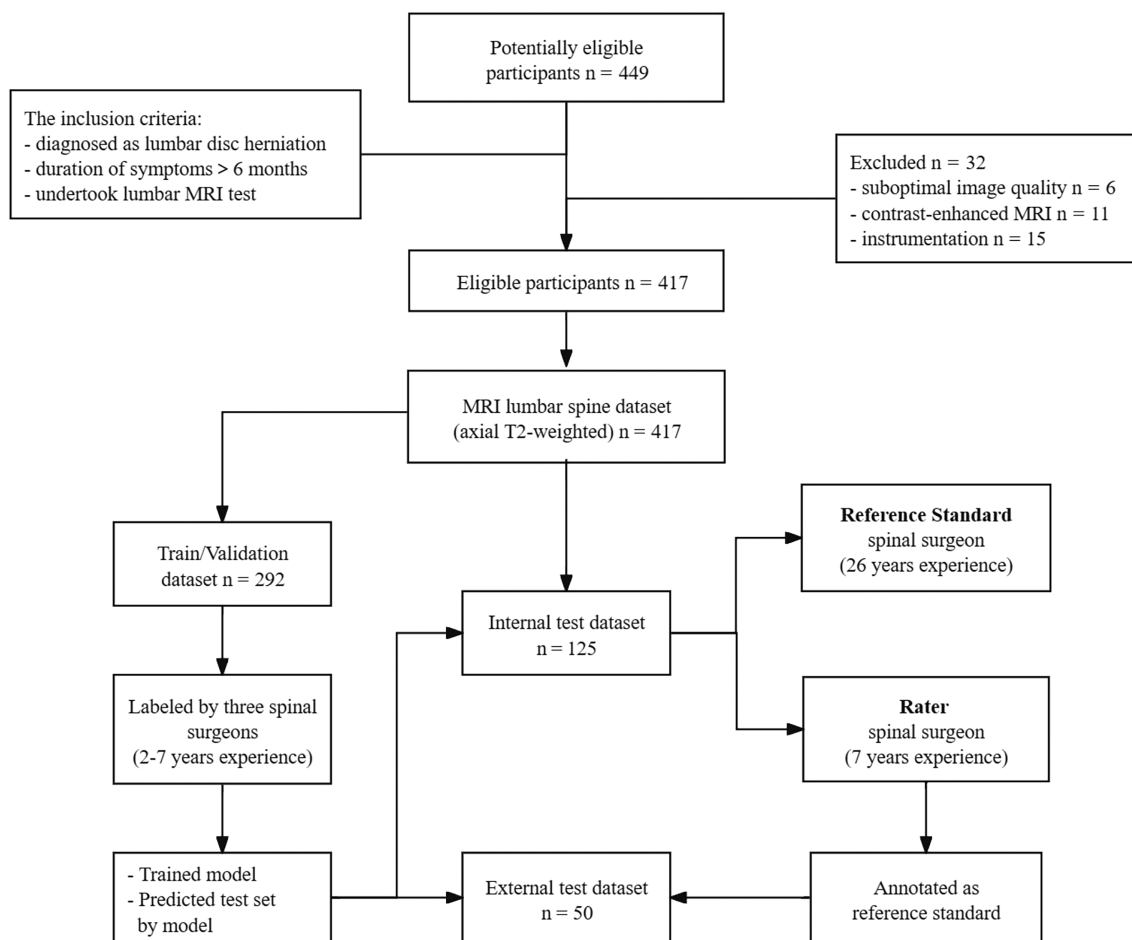 Potentially eligible
participants n = 449
The inclusion criteria:
- diagnosed as lumbar disc herniation
- duration of symptoms > 6 months
- undertook lumbar MRI test
Excluded n = 32
- suboptimal image quality n = 6
- contrast-enhanced MRI n = 11
- instrumentation n = 15
Eligible participants n = 417
MRI lumbar spine dataset
(axial T2-weighted) n = 417
Train/Validation
dataset n = 292
Reference Standard
spinal surgeon
(26 years experience)
Internal test dataset
n = 125
Labeled by three spinal
surgeons
(2-7 years experience)
Rater
spinal surgeon
(7 years experience)
- Trained model
- Predicted test set
by model
External test dataset
n = 50
Annotated as
reference standard